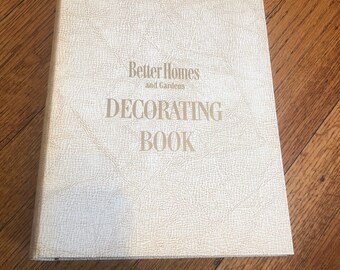 Better Homes
and Gardens
DECORATING
BOOK